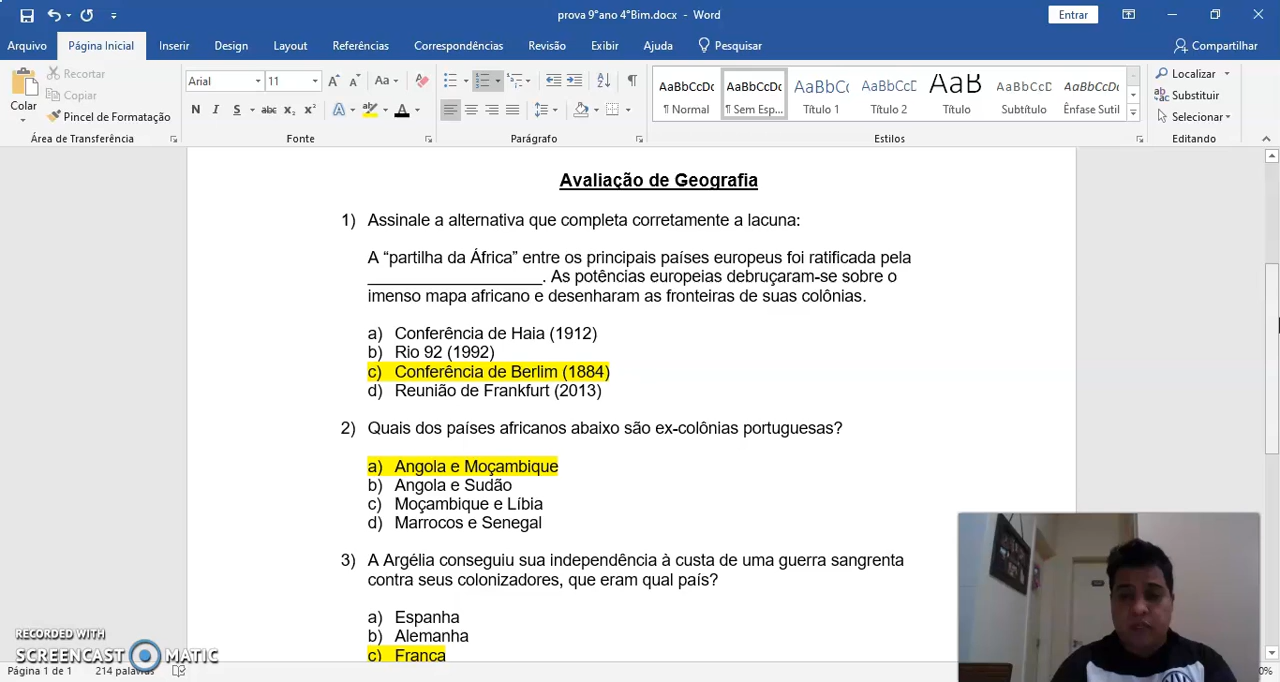 prova 9°ano 4°Bim.docx - Word
Entrar
Arquivo Página Inicial Inserir Design Layout Referências Correspondências Revisão Exibir Ajuda Pesquisar Compartilhar
Colar
Recortar
Copiar
Pincel de Formatação
Área de Transferência
Arial 11
N I S abc x₂ x²
Fonte
Parágrafo
AaBbCcDc AaBbCcDc AaBbCc AaBbCcD AaB AaBbCcD AaBbCcDc
¶ Normal ¶ Sem Esp... Título 1 Título 2 Título Subtítulo Ênfase Sutil
Estilos
Localizar
Substituir
Selecionar
Editando
Avaliação de Geografia
1) Assinale a alternativa que completa corretamente a lacuna:
A “partilha da África” entre os principais países europeus foi ratificada pela
___________________. As potências europeias debruçaram-se sobre o
imenso mapa africano e desenharam as fronteiras de suas colônias.
a) Conferência de Haia (1912)
b) Rio 92 (1992)
c) Conferência de Berlim (1884)
d) Reunião de Frankfurt (2013)
2) Quais dos países africanos abaixo são ex-colônias portuguesas?
a) Angola e Moçambique
b) Angola e Sudão
c) Moçambique e Líbia
d) Marrocos e Senegal
3) A Argélia conseguiu sua independência à custa de uma guerra sangrenta
contra seus colonizadores, que eram qual país?
a) Espanha
b) Alemanha
c) França
RECORDED WITH
SCREENCAST MATIC
Página 1 de 1 214 palavras